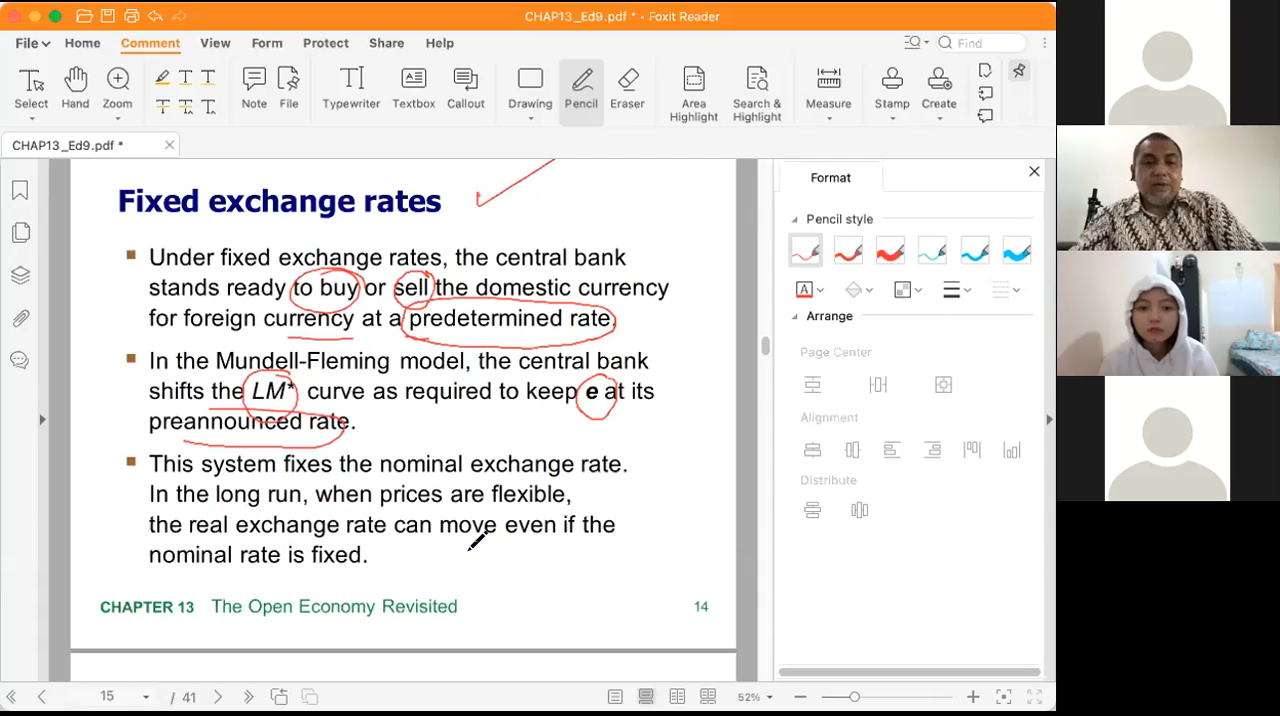 CHAP13_Ed9.pdf * - Foxit Reader
File Home Comment View Form Protect Share Help Find
Select Hand Zoom Note File Typewriter Textbox Callout Drawing Pencil Eraser Area Highlight Search & Highlight Measure Stamp Create
CHAP13_Ed9.pdf *
Fixed exchange rates
Under fixed exchange rates, the central bank
stands ready to buy or sell the domestic currency
for foreign currency at a predetermined rate.
In the Mundell-Fleming model, the central bank
shifts the LM* curve as required to keep e at its
preannounced rate.
This system fixes the nominal exchange rate.
In the long run, when prices are flexible,
the real exchange rate can move even if the
nominal rate is fixed.
CHAPTER 13 The Open Economy Revisited 14
Format
Pencil style
A
Arrange
Page Center
Alignment
Distribute
15 / 41 52%